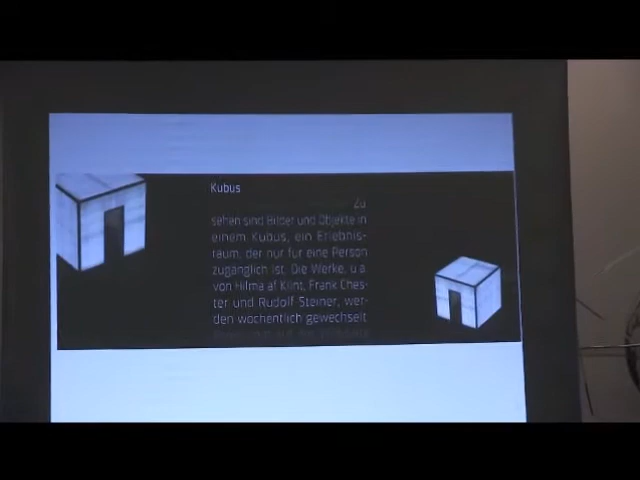 Kubus
Zu
sehen sind Bilder und Objekte in
einem Kubus, ein Erlebnis-
raum, der nur für eine Person
zugänglich ist. Die Werke, u.a.
von Hilma af Klint, Frank Ches-
ter und Rudolf Steiner, wer-
den wöchentlich gewechselt